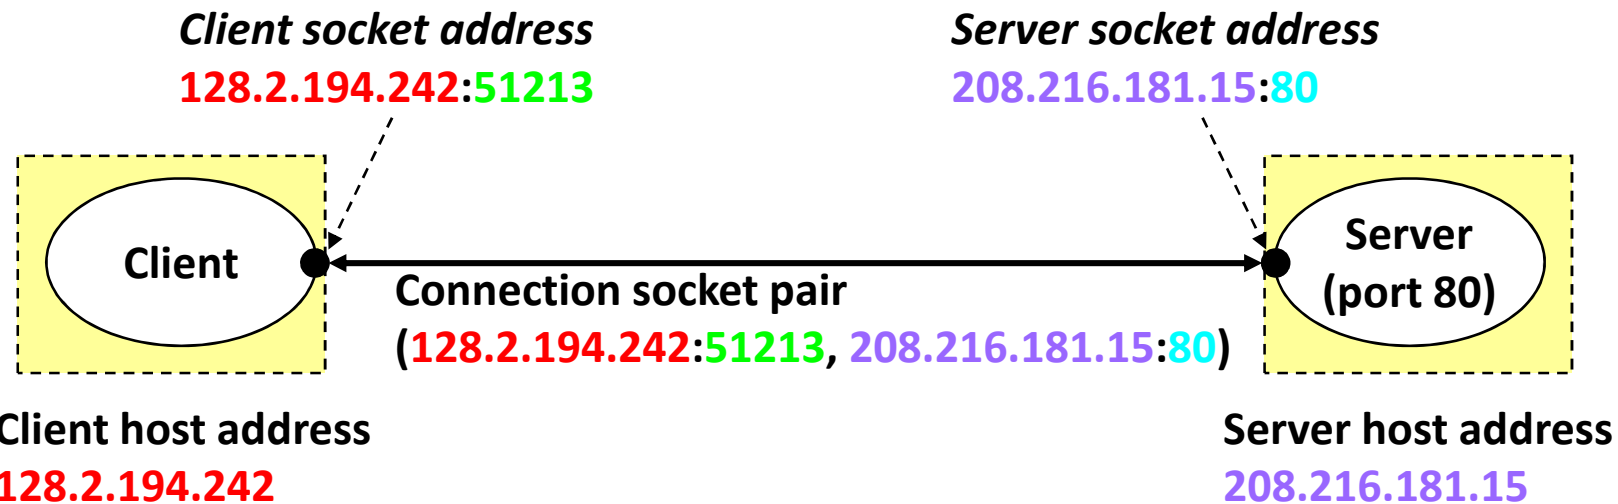 Client socket address
128.2.194.242:51213
Server socket address
208.216.181.15:80
Client
Server
(port 80)
Connection socket pair
(128.2.194.242:51213, 208.216.181.15:80)
Client host address
128.2.194.242
Server host address
208.216.181.15